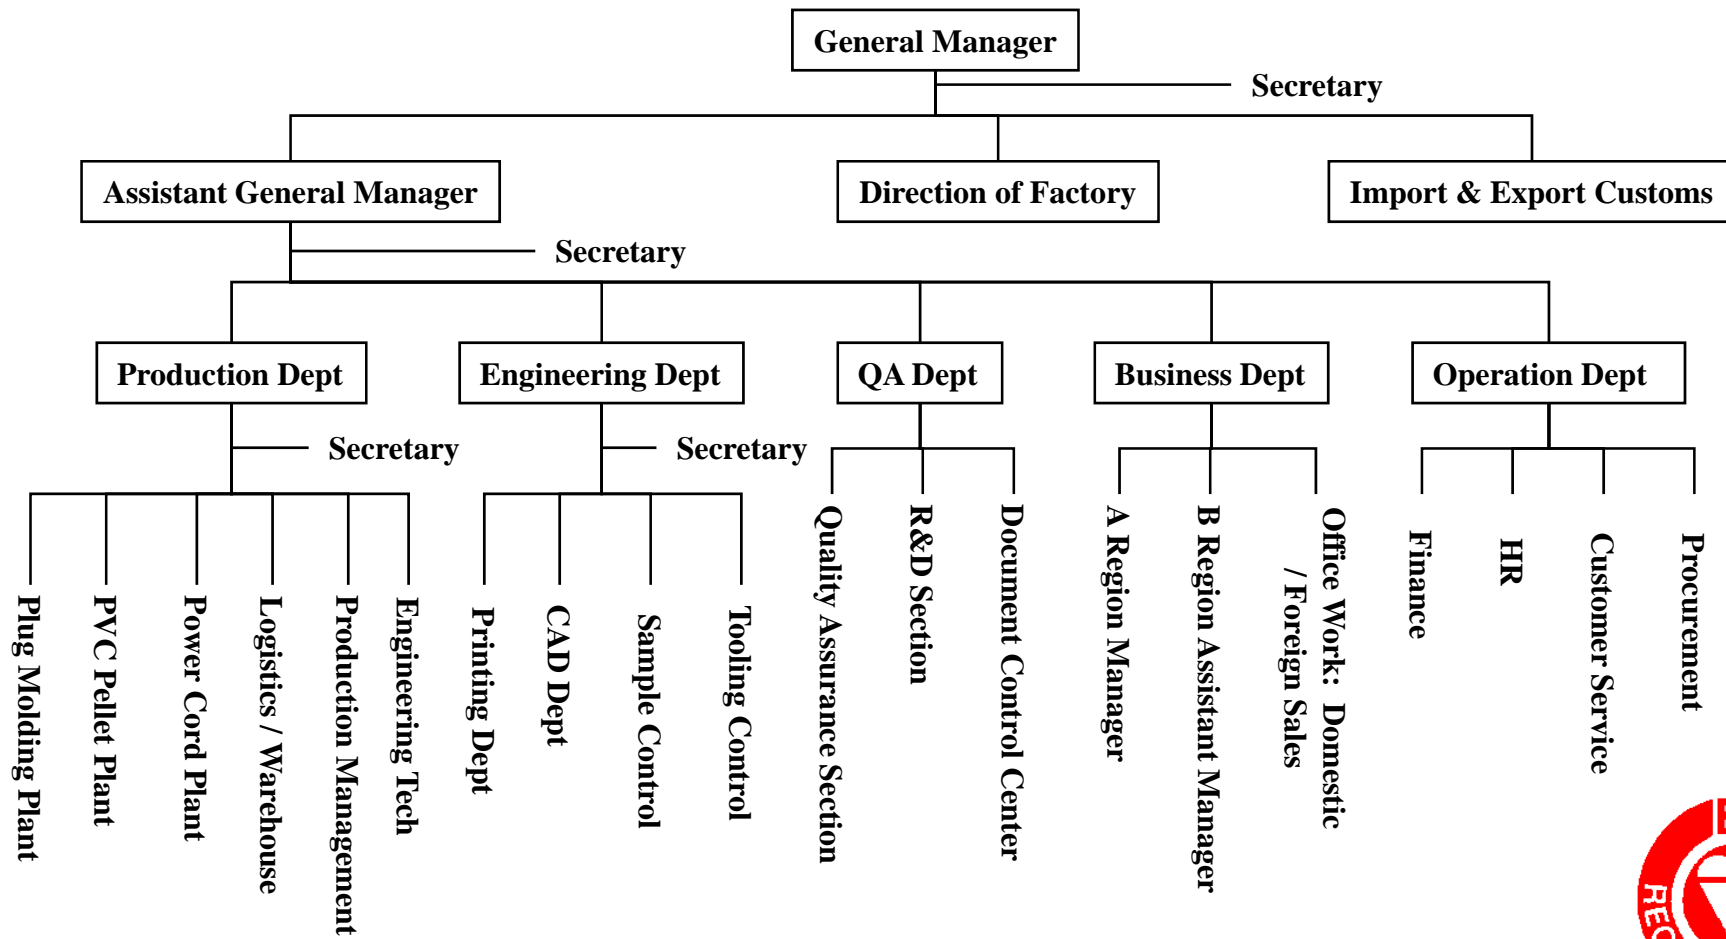 General Manager
Secretary
Assistant General Manager
Direction of Factory
Import & Export Customs
Secretary
Production Dept
Engineering Dept
QA Dept
Business Dept
Operation Dept
Secretary
Secretary
Plug Molding Plant
PVC Pellet Plant
Power Cord Plant
Logistics / Warehouse
Production Management
Engineering Tech
Printing Dept
CAD Dept
Sample Control
Tooling Control
Quality Assurance Section
R&D Section
Document Control Center
A Region Manager
B Region Assistant Manager
Office Work: Domestic
/ Foreign Sales
Finance
HR
Customer Service
Procurement